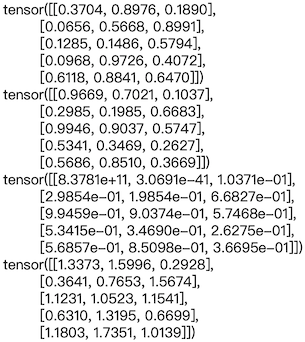 tensor([[0.3704, 0.8976, 0.1890],
[0.0656, 0.5668, 0.8991],
[0.1285, 0.1486, 0.5794],
[0.0968, 0.9726, 0.4072],
[0.6118, 0.8841, 0.6470]])
tensor([[0.9669, 0.7021, 0.1037],
[0.2985, 0.1985, 0.6683],
[0.9946, 0.9037, 0.5747],
[0.5341, 0.3469, 0.2627],
[0.5686, 0.8510, 0.3669]])
tensor([[8.3781e+11, 3.0691e-41, 1.0371e-01],
[2.9854e-01, 1.9854e-01, 6.6827e-01],
[9.9459e-01, 9.0374e-01, 5.7468e-01],
[5.3415e-01, 3.4690e-01, 2.6275e-01],
[5.6857e-01, 8.5098e-01, 3.6695e-01]])
tensor([[1.3373, 1.5996, 0.2928],
[0.3641, 0.7653, 1.5674],
[1.1231, 1.0523, 1.1541],
[0.6310, 1.3195, 0.6699],
[1.1803, 1.7351, 1.0139]])